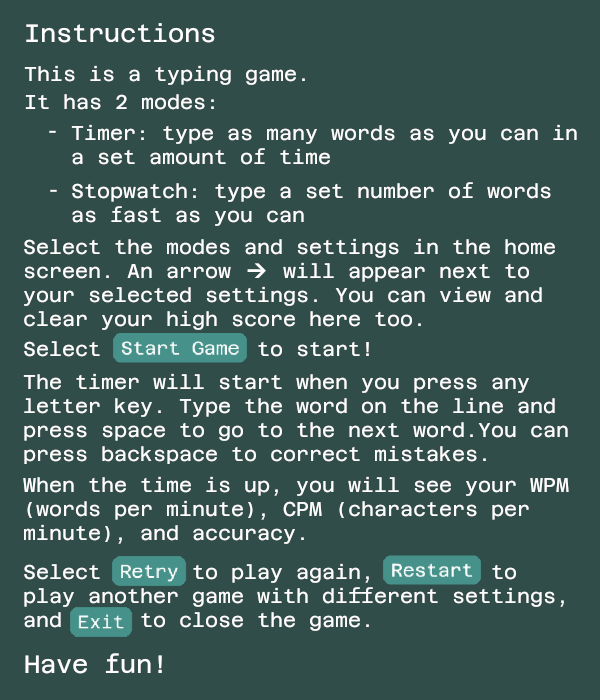 Instructions
This is a typing game.
It has 2 modes:
- Timer: type as many words as you can in
a set amount of time
- Stopwatch: type a set number of words
as fast as you can
Select the modes and settings in the home
screen. An arrow → will appear next to
your selected settings. You can view and
clear your high score here too.
Select Start Game to start!
The timer will start when you press any
letter key. Type the word on the line and
press space to go to the next word.You can
press backspace to correct mistakes.
When the time is up, you will see your WPM
(words per minute), CPM (characters per
minute), and accuracy.
Select Retry to play again, Restart to
play another game with different settings,
and Exit to close the game.
Have fun!